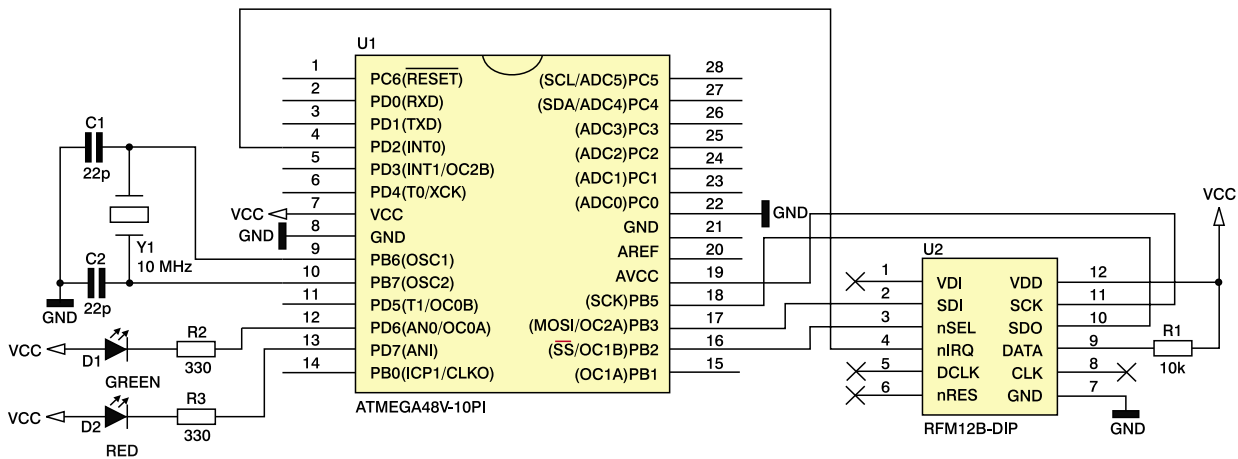 U1
1 PC6(RESET) (SCL/ADC5)PC5 28
2 PD0(RXD) (SDA/ADC4)PC4 27
3 PD1(TXD) (ADC3)PC3 26
4 PD2(INT0) (ADC2)PC2 25
5 PD3(INT1/OC2B) (ADC1)PC1 24
6 PD4(T0/XCK) (ADC0)PC0 23
7 VCC GND 22
8 GND AREF 21
9 PB6(OSC1) AVCC 20
10 PB7(OSC2) (SCK)PB5 19
11 PD5(T1/OC0B) (MOSI/OC2A)PB3 18
12 PD6(AN0/OC0A) (SS/OC1B)PB2 17
13 PD7(ANI) (OC1A)PB1 16
14 PB0(ICP1/CLKO) 15
ATMEGA48V-10PI
C1
22p
Y1
10 MHz
C2
22p
GND
VCC
GND
GND
VCC
D1
GREEN
R2
330
VCC
D2
RED
R3
330
VCC
U2
1 VDI VDD 12
2 SDI SCK 11
3 nSEL SDO 10
4 nIRQ DATA 9
5 DCLK CLK 8
6 nRES GND 7
RFM12B-DIP
R1
10k
GND